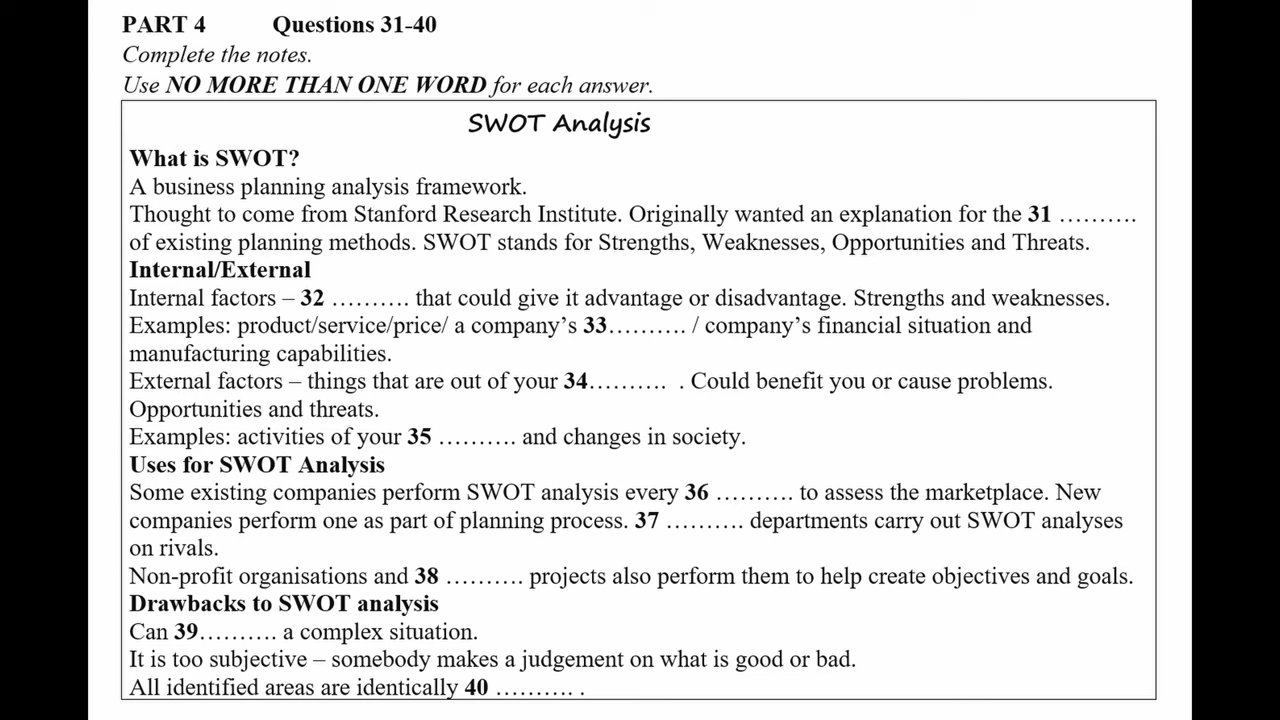 PART 4 Questions 31-40
Complete the notes.
Use NO MORE THAN ONE WORD for each answer.
SWOT Analysis
What is SWOT?
A business planning analysis framework.
Thought to come from Stanford Research Institute. Originally wanted an explanation for the 31 ……….
of existing planning methods. SWOT stands for Strengths, Weaknesses, Opportunities and Threats.
Internal/External
Internal factors – 32 ………. that could give it advantage or disadvantage. Strengths and weaknesses.
Examples: product/service/price/ a company’s 33………. / company’s financial situation and
manufacturing capabilities.
External factors – things that are out of your 34………. . Could benefit you or cause problems.
Opportunities and threats.
Examples: activities of your 35 ………. and changes in society.
Uses for SWOT Analysis
Some existing companies perform SWOT analysis every 36 ………. to assess the marketplace. New
companies perform one as part of planning process. 37 ………. departments carry out SWOT analyses
on rivals.
Non-profit organisations and 38 ………. projects also perform them to help create objectives and goals.
Drawbacks to SWOT analysis
Can 39………. a complex situation.
It is too subjective – somebody makes a judgement on what is good or bad.
All identified areas are identically 40 ………. .